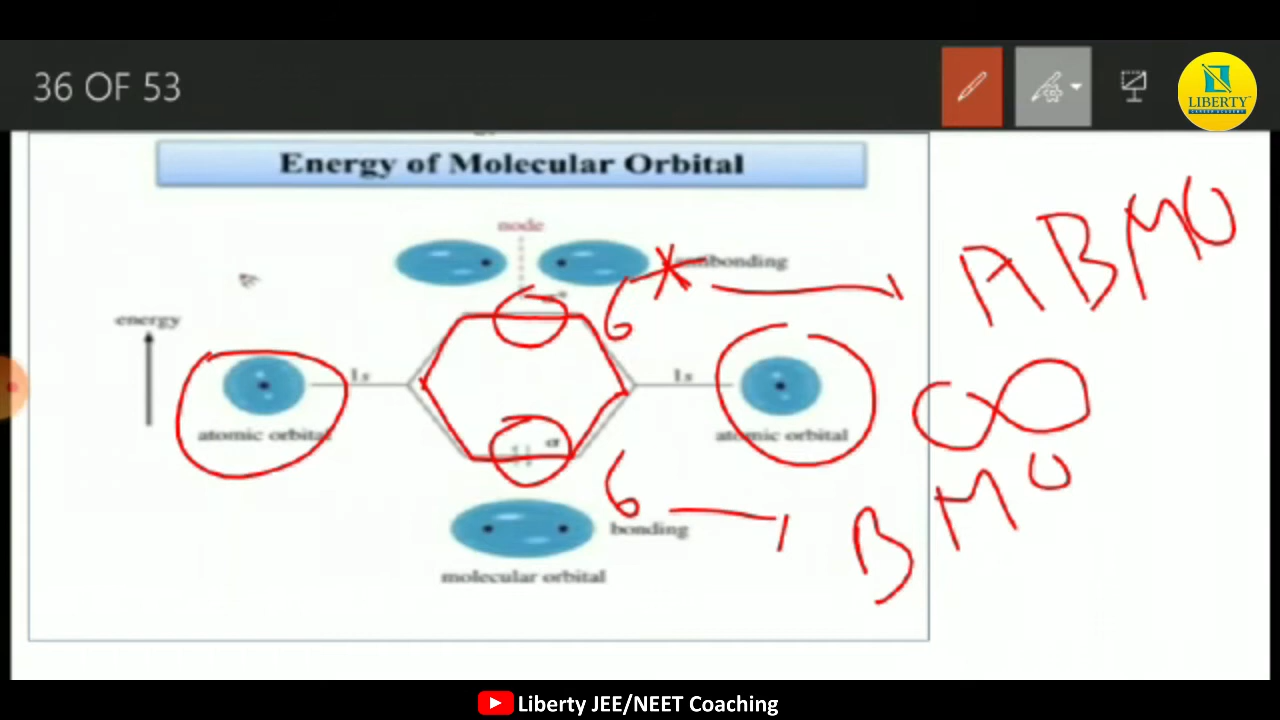 36 OF 53
LIBERTY
Energy of Molecular Orbital
node
antibonding
ABMO
σ*
energy
1s
1s
atomic orbital
atomic orbital
σ
BMO
bonding
molecular orbital
Liberty JEE/NEET Coaching